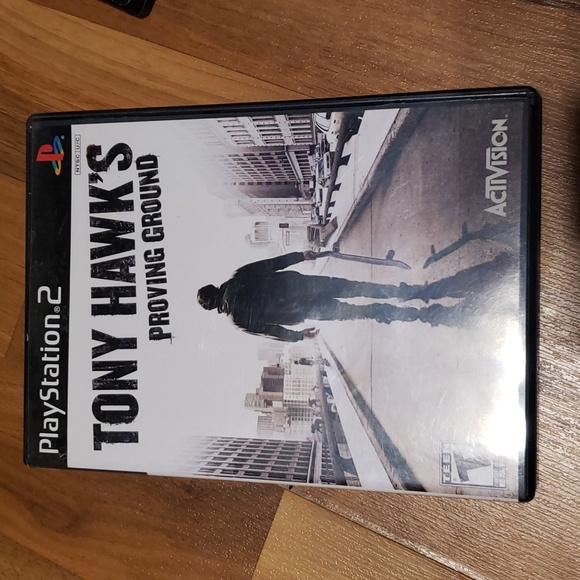 PlayStation®2
NTSC U/C
TONY HAWK'S
PROVING GROUND
TEEN
T
ACTIVISION